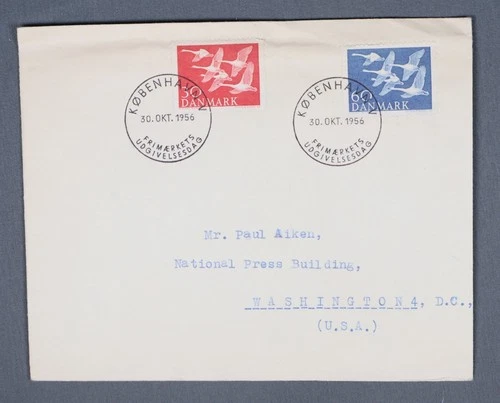 30 60
DANMARK DANMARK
KØBENHAVN KØBENHAVN
30. OKT. 1956 30. OKT. 1956
FRIMÆRKETS FRIMÆRKETS
UDGIVELSESDAG UDGIVELSESDAG
Mr. Paul Aiken,
National Press Building,
WASHINGTON 4, D.C.,
(U.S.A.)